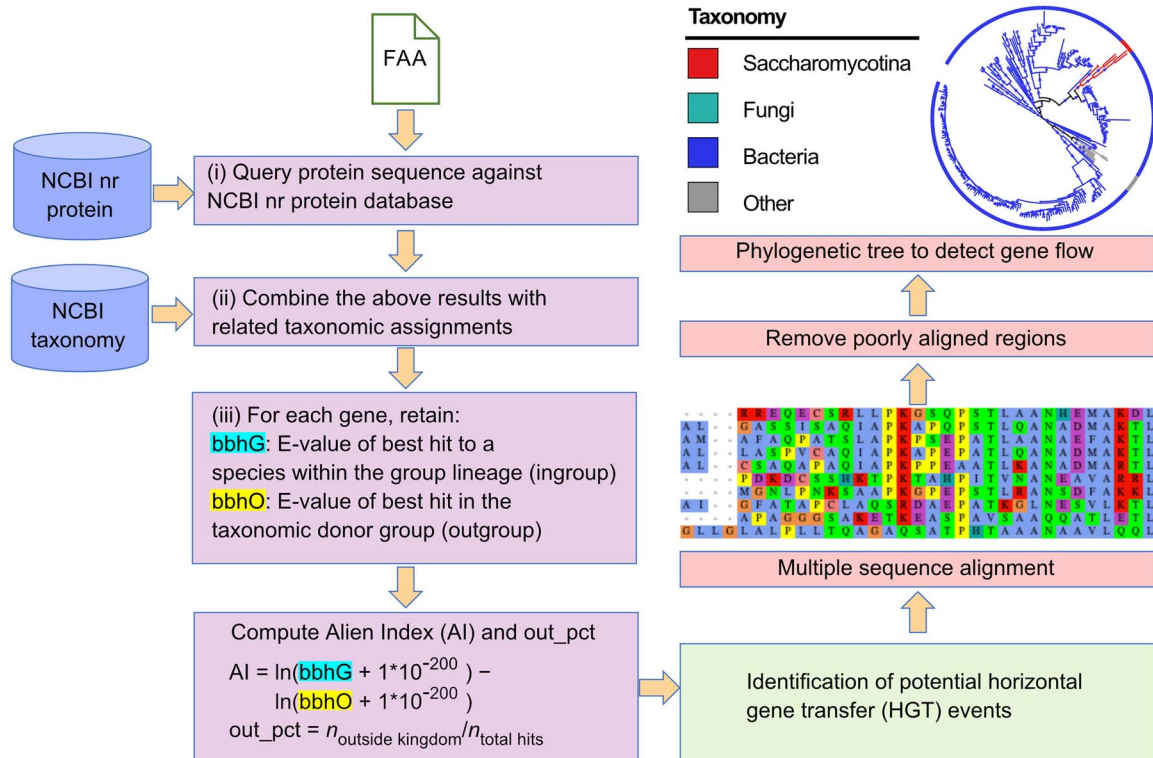 FAA
NCBI nr
protein
(i) Query protein sequence against
NCBI nr protein database
NCBI
taxonomy
(ii) Combine the above results with
related taxonomic assignments
(iii) For each gene, retain:
bbhG: E-value of best hit to a
species within the group lineage (ingroup)
bbhO: E-value of best hit in the
taxonomic donor group (outgroup)
Compute Alien Index (AI) and out_pct
AI = ln(bbhG + 1*10⁻²⁰⁰ ) −
ln(bbhO + 1*10⁻²⁰⁰ )
out_pct = n outside kingdom/n total hits
Identification of potential horizontal
gene transfer (HGT) events
Multiple sequence alignment
- - - - R R E Q E C S R L L P K G S Q P S T L A A N H E M A K D L
A L - - G A S S I S A Q I A P K A P Q P S T L Q A N A D M A K T L
A L - - L A S P V C A Q I A P K A P E P A T L Q A N A D M A K T L
A L - - C S A Q A P A Q I A P K P P E A A T L K A N A D M A R T L
- - - - P D K D C S S H K T P K T A H P I T V N A N E A V A R R L
- - - - M G N L P N K S A A P K G P E P S T L R A N S D F A K K L
A I - - G F A T A P C L A Q S R D A E P A T K G L N E S V L K T L
- - - - A P A G G G S A K E T K E A S P A V S A A Q Q A T L E T L
G L L G L A L P L L T Q A G A Q S A T P H T A A A N A A V L Q Q L
Remove poorly aligned regions
Phylogenetic tree to detect gene flow
Taxonomy
Saccharomycotina
Fungi
Bacteria
Other